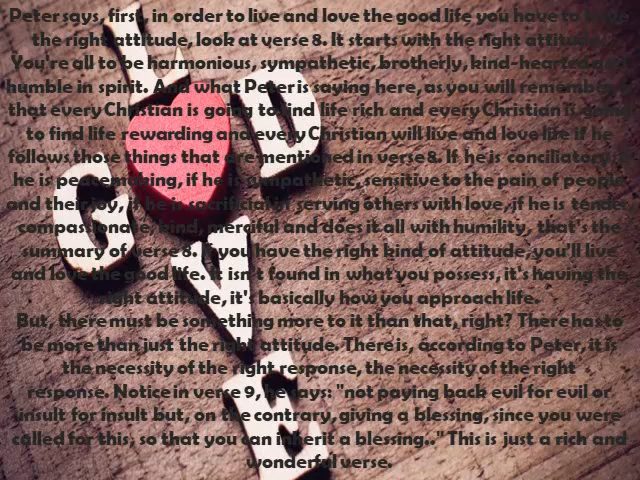 Peter says, first, in order to live and love the good life you have to have
the right attitude, look at verse 8. It starts with the right attitude.
You're all to be harmonious, sympathetic, brotherly, kind-hearted and
humble in spirit. And what Peter is saying here, as you will remember, is
that every Christian is going to find life rich and every Christian is going
to find life rewarding and every Christian will live and love life if he
follows those things that are mentioned in verse 8. If he is conciliatory, if
he is peacemaking, if he is sympathetic, sensitive to the pain of people
and their joy, if he is sacrificial in serving others with love, if he is tender,
compassionate, kind, merciful and does it all with humility, that's the
summary of verse 8. If you have the right kind of attitude, you'll live
and love the good life. It isn't found in what you possess, it's having the
right attitude, it's basically how you approach life.
But, there must be something more to it than that, right? There has to
be more than just the right attitude. There is, according to Peter, it is
the necessity of the right response, the necessity of the right
response. Notice in verse 9, he says: "not paying back evil for evil or
insult for insult but, on the contrary, giving a blessing, since you were
called for this, so that you can inherit a blessing.." This is just a rich and
wonderful verse.
L
O
D
G
V
E